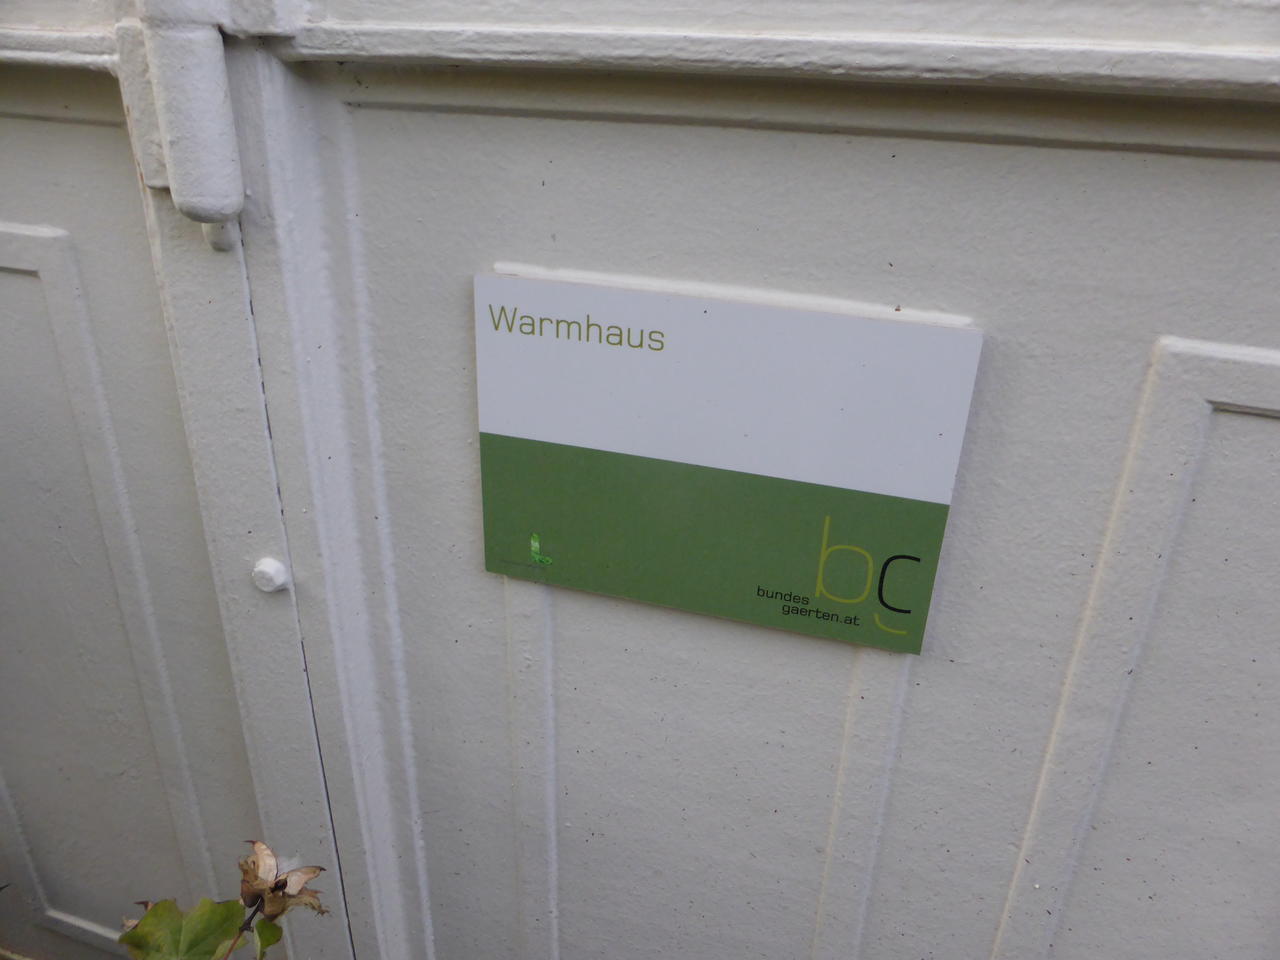 Warmhaus
bg
bundes
gaerten.at